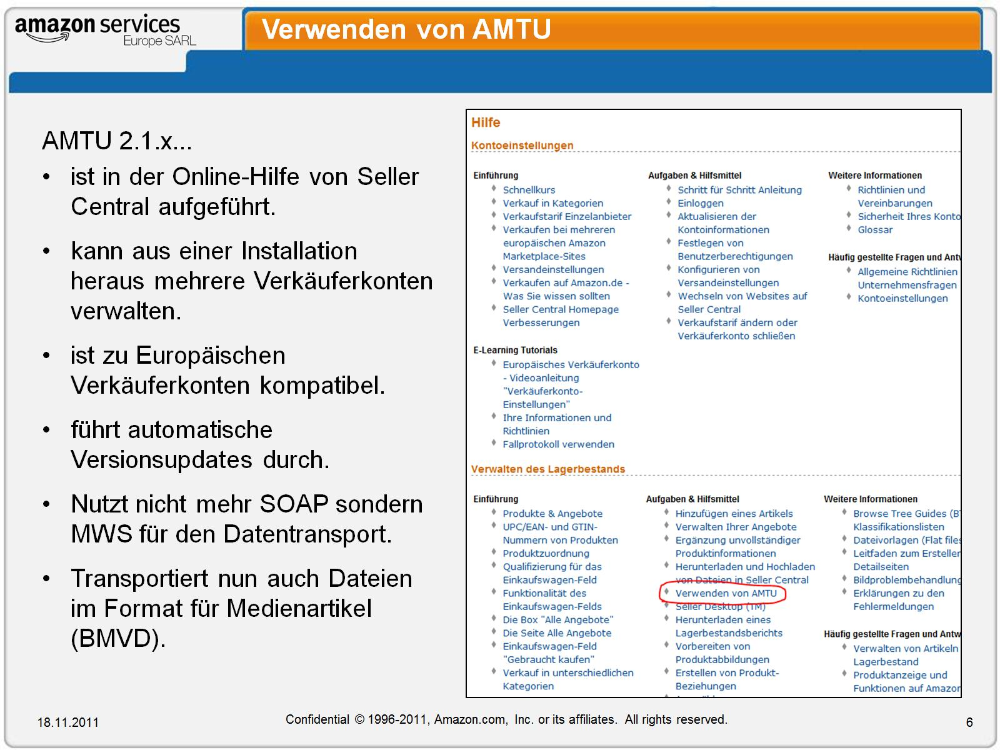 amazon services
Europe SARL
Verwenden von AMTU
AMTU 2.1.x...
• ist in der Online-Hilfe von Seller
Central aufgeführt.
• kann aus einer Installation
heraus mehrere Verkäuferkonten
verwalten.
• ist zu Europäischen
Verkäuferkonten kompatibel.
• führt automatische
Versionsupdates durch.
• Nutzt nicht mehr SOAP sondern
MWS für den Datentransport.
• Transportiert nun auch Dateien
im Format für Medienartikel
(BMVD).
Hilfe
Kontoeinstellungen
Einführung
Schnellkurs
Verkauf in Kategorien
Verkaufstarif Einzelanbieter
Verkaufen bei mehreren
europäischen Amazon
Marketplace-Sites
Versandeinstellungen
Verkaufen auf Amazon.de -
Was Sie wissen sollten
Seller Central Homepage
Verbesserungen
E-Learning Tutorials
Europäisches Verkäuferkonto
- Videoanleitung
"Verkäuferkonto-
Einstellungen"
Ihre Informationen und
Richtlinien
Fallprotokoll verwenden
Aufgaben & Hilfsmittel
Schritt für Schritt Anleitung
Einloggen
Aktualisieren der
Kontoinformationen
Festlegen von
Benutzerberechtigungen
Konfigurieren von
Versandeinstellungen
Wechseln von Websites auf
Seller Central
Verkaufstarif ändern oder
Verkäuferkonto schließen
Weitere Informationen
Richtlinien und
Vereinbarungen
Sicherheit Ihres Konto
Glossar
Häufig gestellte Fragen und Antw
Allgemeine Richtlinien
Unternehmensfragen
Kontoeinstellungen
Verwalten des Lagerbestands
Einführung
Produkte & Angebote
UPC/EAN- und GTIN-
Nummern von Produkten
Produktzuordnung
Qualifizierung für das
Einkaufswagen-Feld
Funktionalität des
Einkaufswagen-Felds
Die Box "Alle Angebote"
Die Seite Alle Angebote
Einkaufswagen-Feld
"Gebraucht kaufen"
Verkauf in unterschiedlichen
Kategorien
Aufgaben & Hilfsmittel
Hinzufügen eines Artikels
Verwalten Ihrer Angebote
Ergänzung unvollständiger
Produktinformationen
Herunterladen und Hochladen
von Dateien in Seller Central
Verwenden von AMTU
Seller Desktop (TM)
Herunterladen eines
Lagerbestandsberichts
Vorbereiten von
Produktabbildungen
Erstellen von Produkt-
Beziehungen
Weitere Informationen
Browse Tree Guides (BT
Klassifikationslisten
Dateivorlagen (Flat files
Leitfaden zum Erstellen
Detailseiten
Bildproblembehandlung
Erklärungen zu den
Fehlermeldungen
Häufig gestellte Fragen und Antw
Verwalten von Artikeln
Lagerbestand
Produktanzeige und
Funktionen auf Amazon
18.11.2011
Confidential © 1996-2011, Amazon.com, Inc. or its affiliates. All rights reserved.
6